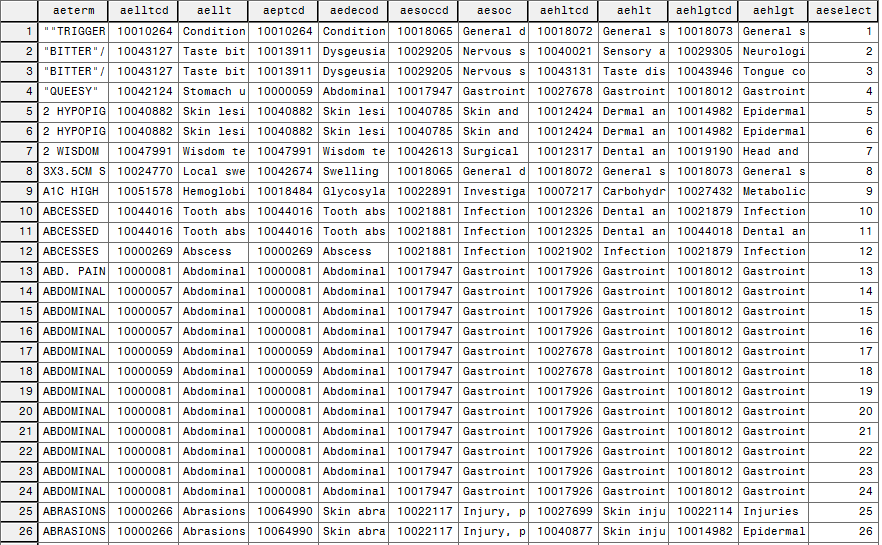 aeterm aelltcd aellt aeptcd aedecod aesoccd aesoc aehltcd aehlt aehlgtcd aehlgt aeselect
1 ""TRIGGER 10010264 Condition 10010264 Condition 10018065 General d 10018072 General s 10018073 General s 1
2 "BITTER"/ 10043127 Taste bit 10013911 Dysgeusia 10029205 Nervous s 10040021 Sensory a 10029305 Neurologi 2
3 "BITTER"/ 10043127 Taste bit 10013911 Dysgeusia 10029205 Nervous s 10043131 Taste dis 10043946 Tongue co 3
4 "QUEESY" 10042124 Stomach u 10000059 Abdominal 10017947 Gastroint 10027678 Gastroint 10018012 Gastroint 4
5 2 HYPOPIG 10040882 Skin lesi 10040882 Skin lesi 10040785 Skin and 10012424 Dermal an 10014982 Epidermal 5
6 2 HYPOPIG 10040882 Skin lesi 10040882 Skin lesi 10040785 Skin and 10012424 Dermal an 10014982 Epidermal 6
7 2 WISDOM 10047991 Wisdom te 10047991 Wisdom te 10042613 Surgical 10012317 Dental an 10019190 Head and 7
8 3X3.5CM S 10024770 Local swe 10042674 Swelling 10018065 General d 10018072 General s 10018073 General s 8
9 A1C HIGH 10051578 Hemoglobi 10018484 Glycosyla 10022891 Investiga 10007217 Carbohydr 10027432 Metabolic 9
10 ABCESSED 10044016 Tooth abs 10044016 Tooth abs 10021881 Infection 10012326 Dental an 10021879 Infection 10
11 ABCESSED 10044016 Tooth abs 10044016 Tooth abs 10021881 Infection 10012325 Dental an 10044018 Dental an 11
12 ABCESSES 10000269 Abscess 10000269 Abscess 10021881 Infection 10021902 Infection 10021879 Infection 12
13 ABD. PAIN 10000081 Abdominal 10000081 Abdominal 10017947 Gastroint 10017926 Gastroint 10018012 Gastroint 13
14 ABDOMINAL 10000057 Abdominal 10000081 Abdominal 10017947 Gastroint 10017926 Gastroint 10018012 Gastroint 14
15 ABDOMINAL 10000057 Abdominal 10000081 Abdominal 10017947 Gastroint 10017926 Gastroint 10018012 Gastroint 15
16 ABDOMINAL 10000057 Abdominal 10000081 Abdominal 10017947 Gastroint 10017926 Gastroint 10018012 Gastroint 16
17 ABDOMINAL 10000059 Abdominal 10000059 Abdominal 10017947 Gastroint 10027678 Gastroint 10018012 Gastroint 17
18 ABDOMINAL 10000059 Abdominal 10000059 Abdominal 10017947 Gastroint 10027678 Gastroint 10018012 Gastroint 18
19 ABDOMINAL 10000081 Abdominal 10000081 Abdominal 10017947 Gastroint 10017926 Gastroint 10018012 Gastroint 19
20 ABDOMINAL 10000081 Abdominal 10000081 Abdominal 10017947 Gastroint 10017926 Gastroint 10018012 Gastroint 20
21 ABDOMINAL 10000081 Abdominal 10000081 Abdominal 10017947 Gastroint 10017926 Gastroint 10018012 Gastroint 21
22 ABDOMINAL 10000081 Abdominal 10000081 Abdominal 10017947 Gastroint 10017926 Gastroint 10018012 Gastroint 22
23 ABDOMINAL 10000081 Abdominal 10000081 Abdominal 10017947 Gastroint 10017926 Gastroint 10018012 Gastroint 23
24 ABDOMINAL 10000081 Abdominal 10000081 Abdominal 10017947 Gastroint 10017926 Gastroint 10018012 Gastroint 24
25 ABRASIONS 10000266 Abrasions 10064990 Skin abra 10022117 Injury, p 10027699 Skin inju 10022114 Injuries 25
26 ABRASIONS 10000266 Abrasions 10064990 Skin abra 10022117 Injury, p 10040877 Skin inju 10014982 Epidermal 26